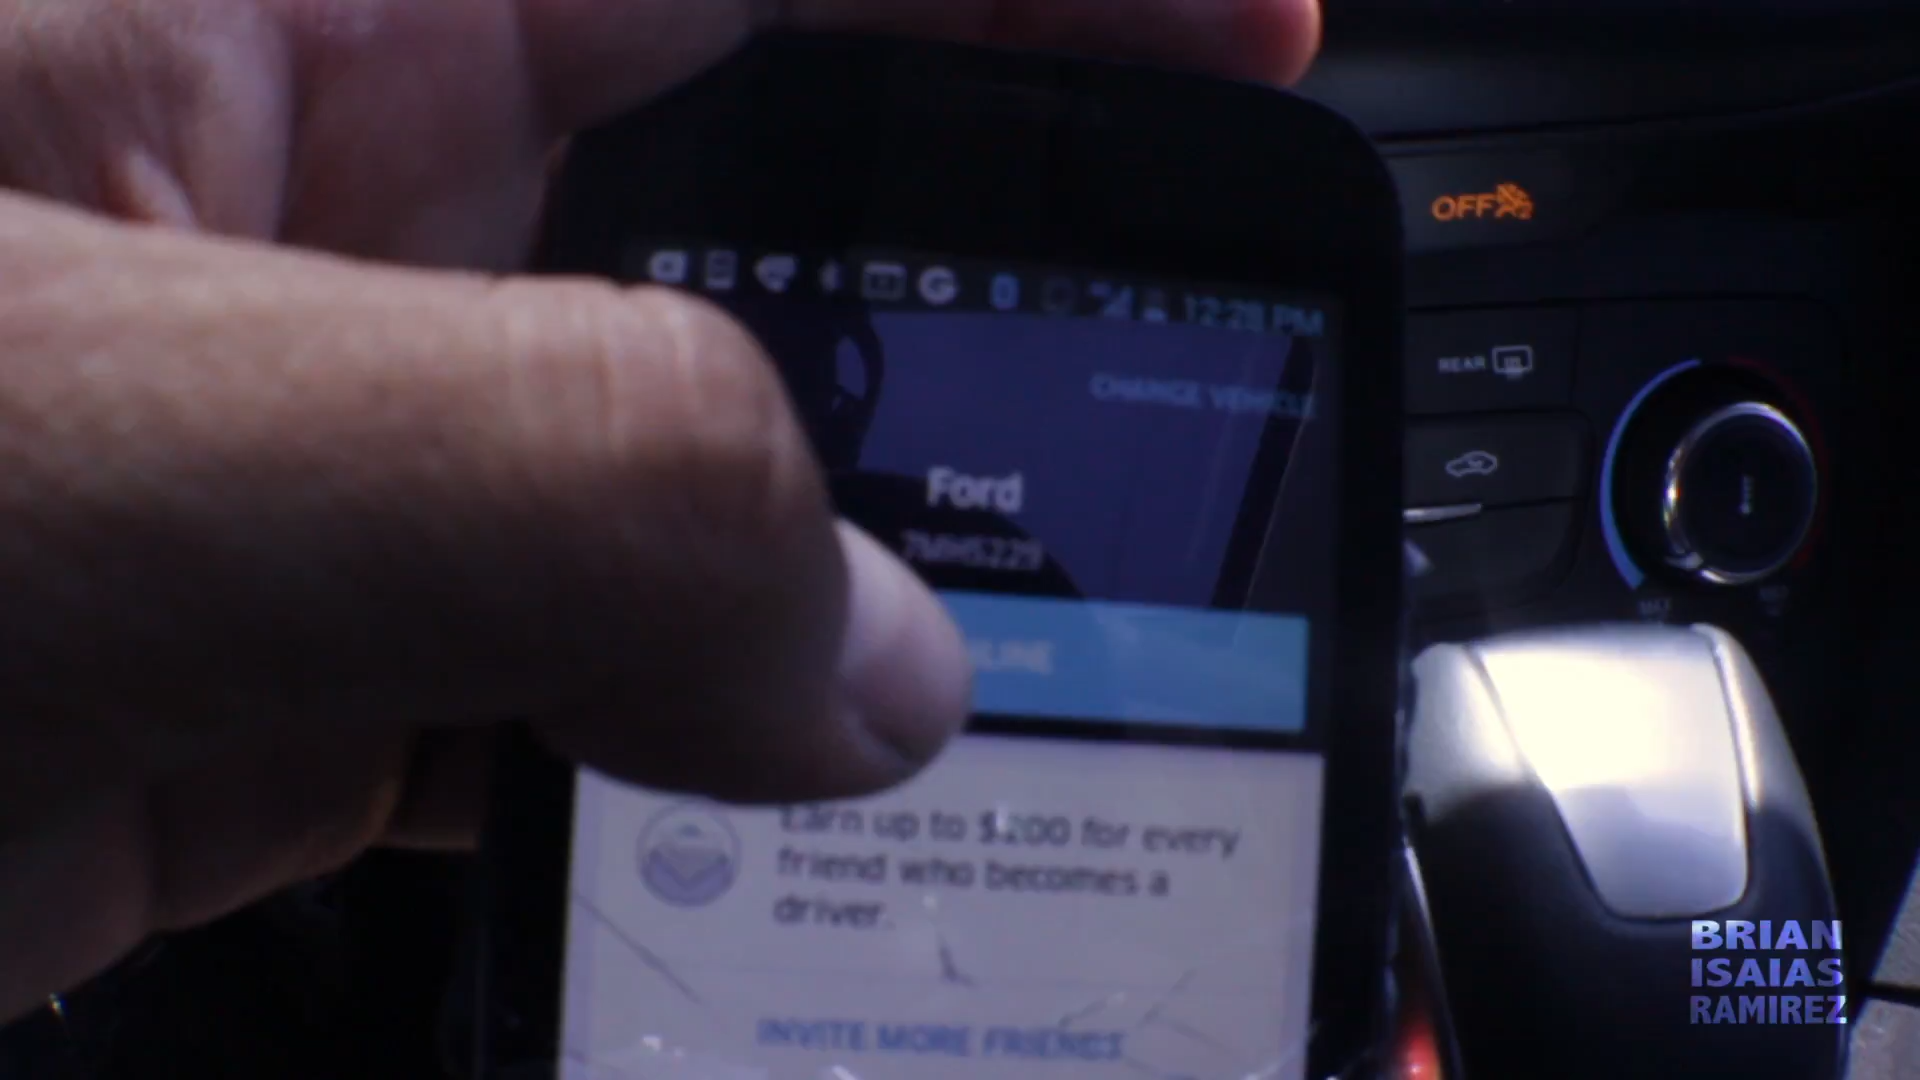 12:28 PM
CHANGE VEHICLE
Ford
Earn up to $200 for every
friend who becomes a
driver.
INVITE MORE FRIENDS
OFF
REAR
BRIAN
ISAIAS
RAMIREZ